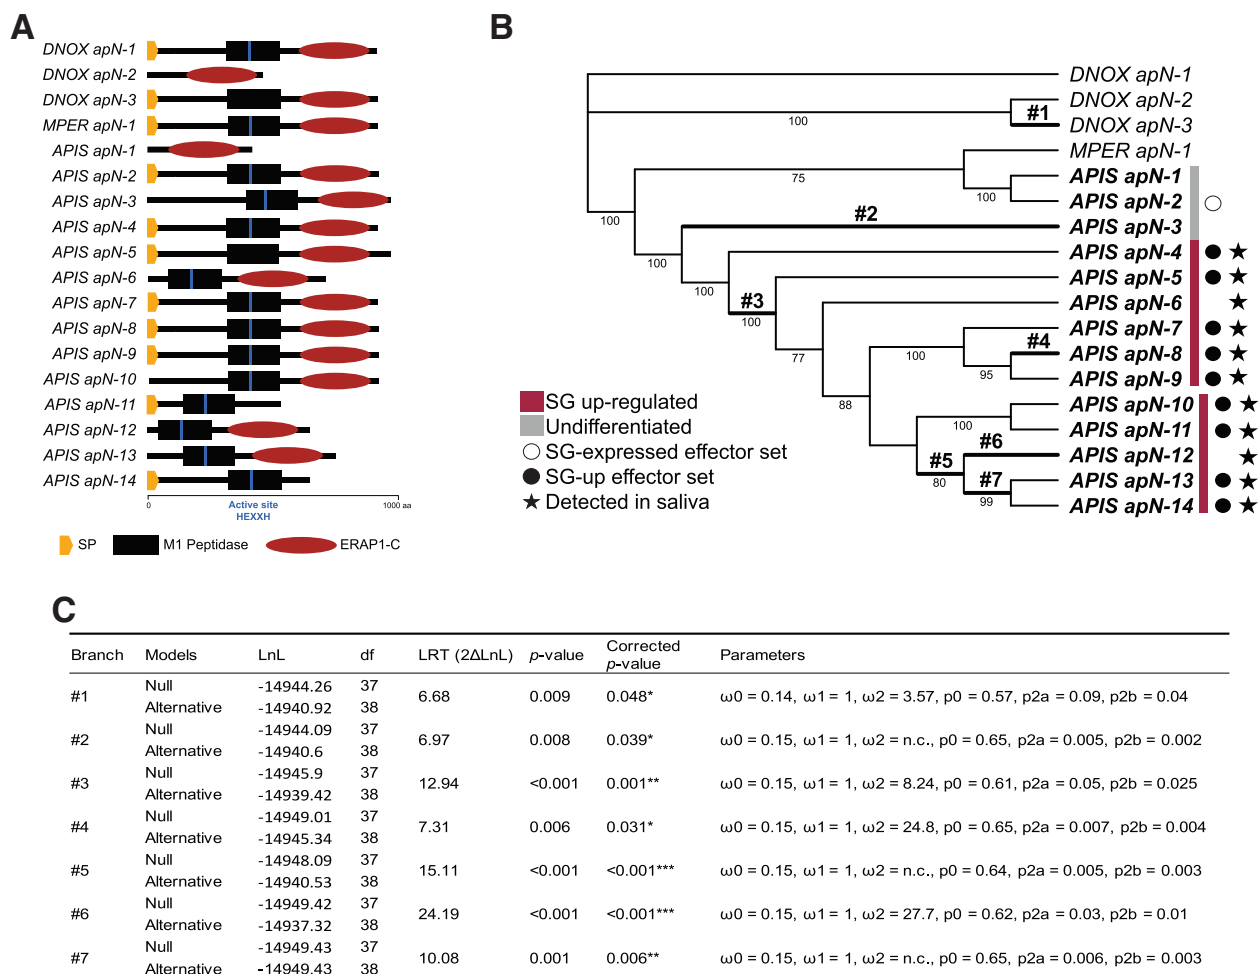 A
DNOX apN-1
DNOX apN-2
DNOX apN-3
MPER apN-1
APIS apN-1
APIS apN-2
APIS apN-3
APIS apN-4
APIS apN-5
APIS apN-6
APIS apN-7
APIS apN-8
APIS apN-9
APIS apN-10
APIS apN-11
APIS apN-12
APIS apN-13
APIS apN-14
0 Active site HEXXH 1000 aa
SP M1 Peptidase ERAP1-C
B
DNOX apN-1
DNOX apN-2
#1
100
DNOX apN-3
MPER apN-1
75
APIS apN-1
100
APIS apN-2
100
#2
APIS apN-3
100
APIS apN-4
100
APIS apN-5
#3
100
APIS apN-6
77
APIS apN-7
100
#4
APIS apN-8
95
APIS apN-9
88
APIS apN-10
100
APIS apN-11
#6
APIS apN-12
#5
80
#7
APIS apN-13
99
APIS apN-14
SG up-regulated
Undifferentiated
SG-expressed effector set
SG-up effector set
Detected in saliva
C
Branch Models LnL df LRT (2ΔLnL) p-value Corrected p-value Parameters
#1 Null -14944.26 37 6.68 0.009 0.048* ω0 = 0.14, ω1 = 1, ω2 = 3.57, p0 = 0.57, p2a = 0.09, p2b = 0.04
Alternative -14940.92 38
#2 Null -14944.09 37 6.97 0.008 0.039* ω0 = 0.15, ω1 = 1, ω2 = n.c., p0 = 0.65, p2a = 0.005, p2b = 0.002
Alternative -14940.6 38
#3 Null -14945.9 37 12.94 <0.001 0.001** ω0 = 0.15, ω1 = 1, ω2 = 8.24, p0 = 0.61, p2a = 0.05, p2b = 0.025
Alternative -14939.42 38
#4 Null -14949.01 37 7.31 0.006 0.031* ω0 = 0.15, ω1 = 1, ω2 = 24.8, p0 = 0.65, p2a = 0.007, p2b = 0.004
Alternative -14945.34 38
#5 Null -14948.09 37 15.11 <0.001 <0.001*** ω0 = 0.15, ω1 = 1, ω2 = n.c., p0 = 0.64, p2a = 0.005, p2b = 0.003
Alternative -14940.53 38
#6 Null -14949.42 37 24.19 <0.001 <0.001*** ω0 = 0.15, ω1 = 1, ω2 = 27.7, p0 = 0.62, p2a = 0.03, p2b = 0.01
Alternative -14937.32 38
#7 Null -14949.43 37 10.08 0.001 0.006** ω0 = 0.15, ω1 = 1, ω2 = n.c., p0 = 0.65, p2a = 0.006, p2b = 0.003
Alternative -14949.43 38